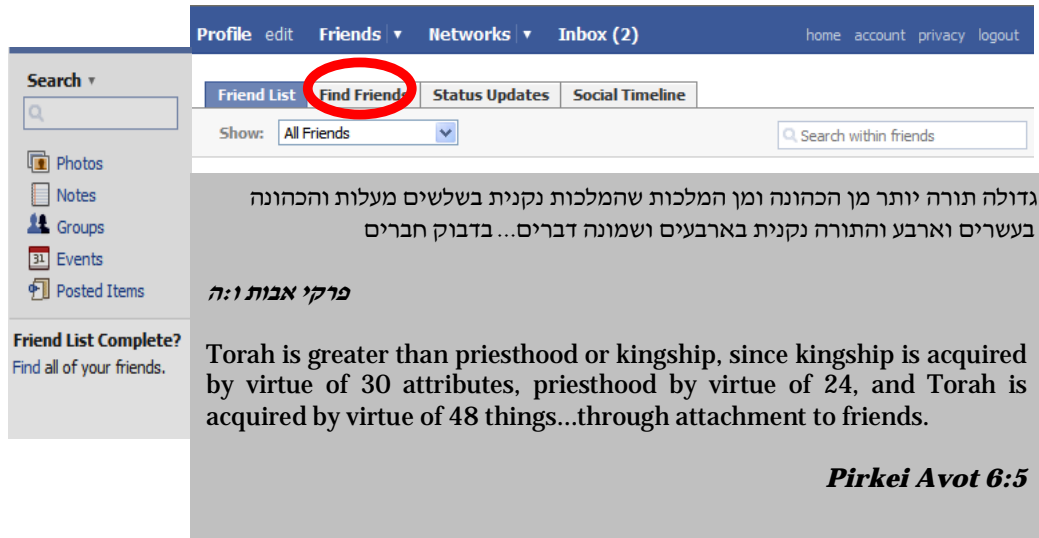 Profile edit Friends ▾ Networks ▾ Inbox (2) home account privacy logout
Search ▾
Photos
Notes
Groups
31 Events
Posted Items
Friend List Complete?
Find all of your friends.
Friend List Find Friends Status Updates Social Timeline
Show: All Friends Search within friends
גדולה תורה יותר מן הכהונה ומן המלכות שהמלכות נקנית בשלשים מעלות והכהונה
בעשרים וארבע והתורה נקנית בארבעים ושמונה דברים... בדבוק חברים
פרקי אבות ו:ה
Torah is greater than priesthood or kingship, since kingship is acquired
by virtue of 30 attributes, priesthood by virtue of 24, and Torah is
acquired by virtue of 48 things...through attachment to friends.
Pirkei Avot 6:5